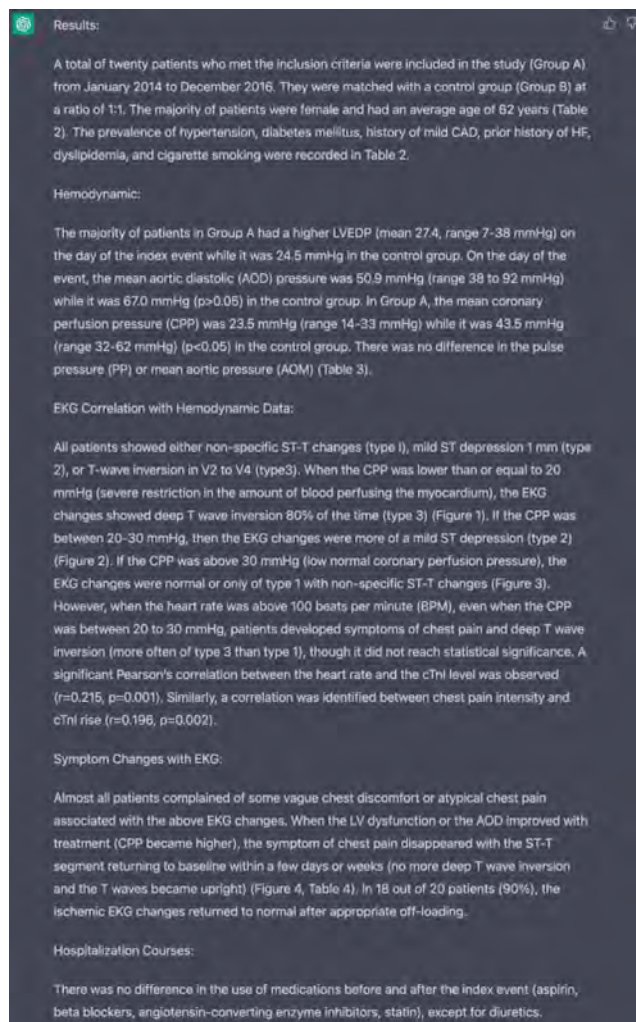 Results:
A total of twenty patients who met the inclusion criteria were included in the study (Group A)
from January 2014 to December 2016. They were matched with a control group (Group B) at
a ratio of 1:1. The majority of patients were female and had an average age of 62 years (Table
2). The prevalence of hypertension, diabetes mellitus, history of mild CAD, prior history of HF,
dyslipidemia, and cigarette smoking were recorded in Table 2.
Hemodynamic:
The majority of patients in Group A had a higher LVEDP (mean 27.4, range 7-38 mmHg) on
the day of the index event while it was 24.5 mmHg in the control group. On the day of the
event, the mean aortic diastolic (AOD) pressure was 50.9 mmHg (range 38 to 92 mmHg)
while it was 67.0 mmHg (p>0.05) in the control group. In Group A, the mean coronary
perfusion pressure (CPP) was 23.5 mmHg (range 14-33 mmHg) while it was 43.5 mmHg
(range 32-62 mmHg) (p<0.05) in the control group. There was no difference in the pulse
pressure (PP) or mean aortic pressure (AOM) (Table 3).
EKG Correlation with Hemodynamic Data:
All patients showed either non-specific ST-T changes (type I), mild ST depression 1 mm (type
2), or T-wave inversion in V2 to V4 (type3). When the CPP was lower than or equal to 20
mmHg (severe restriction in the amount of blood perfusing the myocardium), the EKG
changes showed deep T wave inversion 80% of the time (type 3) (Figure 1). If the CPP was
between 20-30 mmHg, then the EKG changes were more of a mild ST depression (type 2)
(Figure 2). If the CPP was above 30 mmHg (low normal coronary perfusion pressure), the
EKG changes were normal or only of type 1 with non-specific ST-T changes (Figure 3).
However, when the heart rate was above 100 beats per minute (BPM), even when the CPP
was between 20 to 30 mmHg, patients developed symptoms of chest pain and deep T wave
inversion (more often of type 3 than type 1), though it did not reach statistical significance. A
significant Pearson's correlation between the heart rate and the cTnI level was observed
(r=0.215, p=0.001). Similarly, a correlation was identified between chest pain intensity and
cTnI rise (r=0.196, p=0.002).
Symptom Changes with EKG:
Almost all patients complained of some vague chest discomfort or atypical chest pain
associated with the above EKG changes. When the LV dysfunction or the AOD improved with
treatment (CPP became higher), the symptom of chest pain disappeared with the ST-T
segment returning to baseline within a few days or weeks (no more deep T wave inversion
and the T waves became upright) (Figure 4, Table 4). In 18 out of 20 patients (90%), the
ischemic EKG changes returned to normal after appropriate off-loading.
Hospitalization Courses:
There was no difference in the use of medications before and after the index event (aspirin,
beta blockers, angiotensin-converting enzyme inhibitors, statin), except for diuretics.